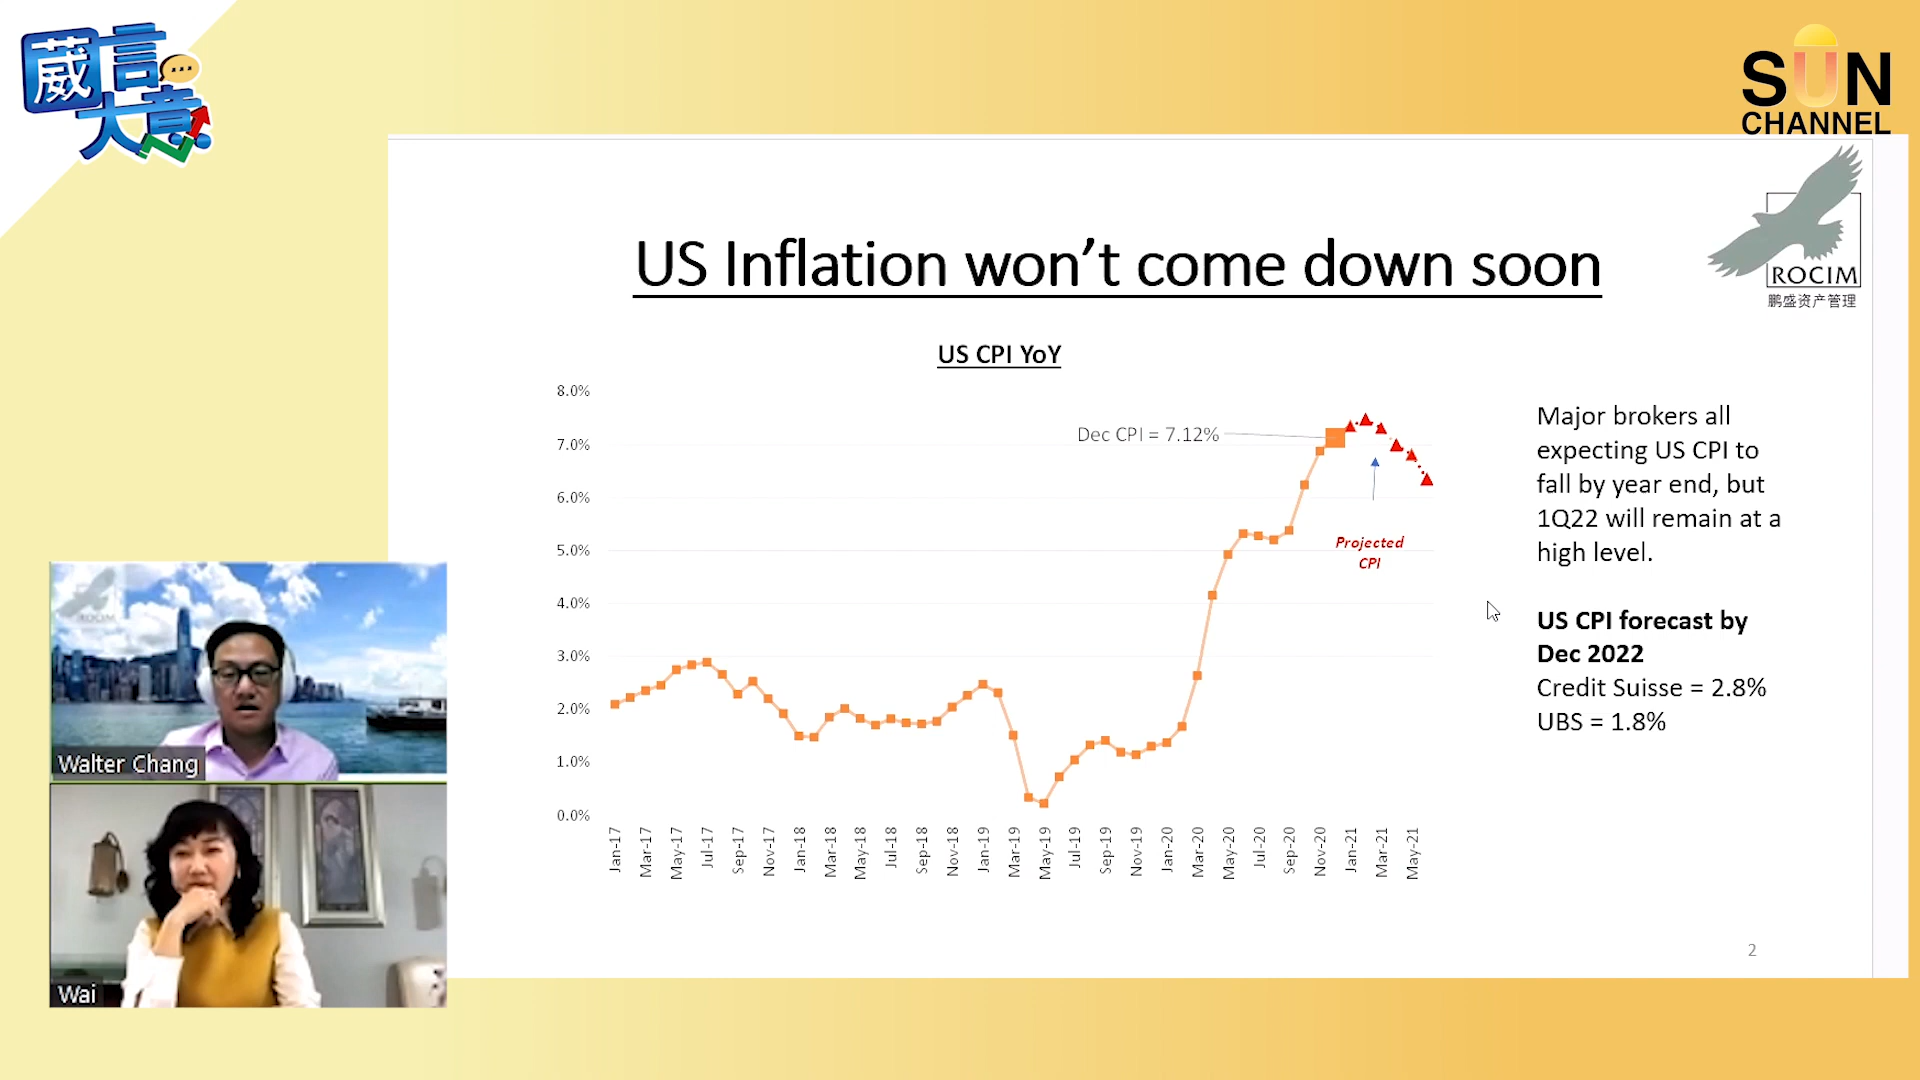 葳言
大意
SUN
CHANNEL
ROCIM
鹏盛资产管理
US Inflation won't come down soon
US CPI YoY
8.0%
7.0%
6.0%
5.0%
4.0%
3.0%
2.0%
1.0%
0.0%
Dec CPI = 7.12%
Projected
CPI
Jan-17
Mar-17
May-17
Jul-17
Sep-17
Nov-17
Jan-18
Mar-18
May-18
Jul-18
Sep-18
Nov-18
Jan-19
Mar-19
May-19
Jul-19
Sep-19
Nov-19
Jan-20
Mar-20
May-20
Jul-20
Sep-20
Nov-20
Jan-21
Mar-21
May-21
Major brokers all
expecting US CPI to
fall by year end, but
1Q22 will remain at a
high level.
US CPI forecast by
Dec 2022
Credit Suisse = 2.8%
UBS = 1.8%
2
ROCIM
Walter Chang
Wai